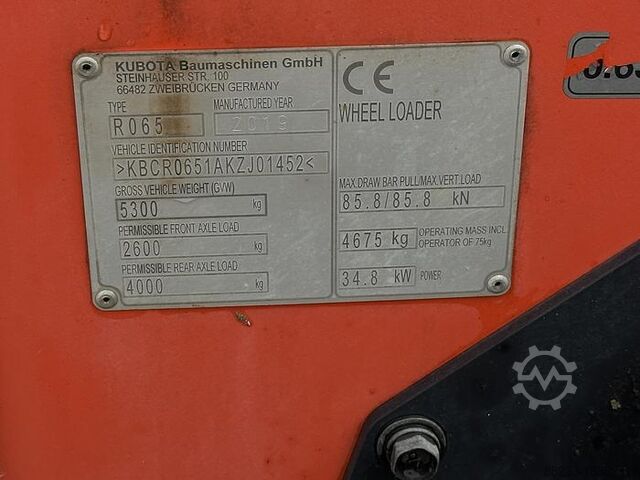 KUBOTA Baumaschinen GmbH
STEINHAUSER STR. 100
66482 ZWEIBRÜCKEN GERMANY
TYPE MANUFACTURED YEAR
R065 2019
VEHICLE IDENTIFICATION NUMBER
>KBCR0651AKZJ01452<
GROSS VEHICLE WEIGHT (GVW)
5300 kg
PERMISSIBLE FRONT AXLE LOAD
2600 kg
PERMISSIBLE REAR AXLE LOAD
4000 kg
CE
WHEEL LOADER
MAX.DRAW BAR PULL/MAX.VERT.LOAD
85.8/85.8 kN
4675 kg OPERATING MASS INCL.
OPERATOR OF 75kg
34.8 kW POWER